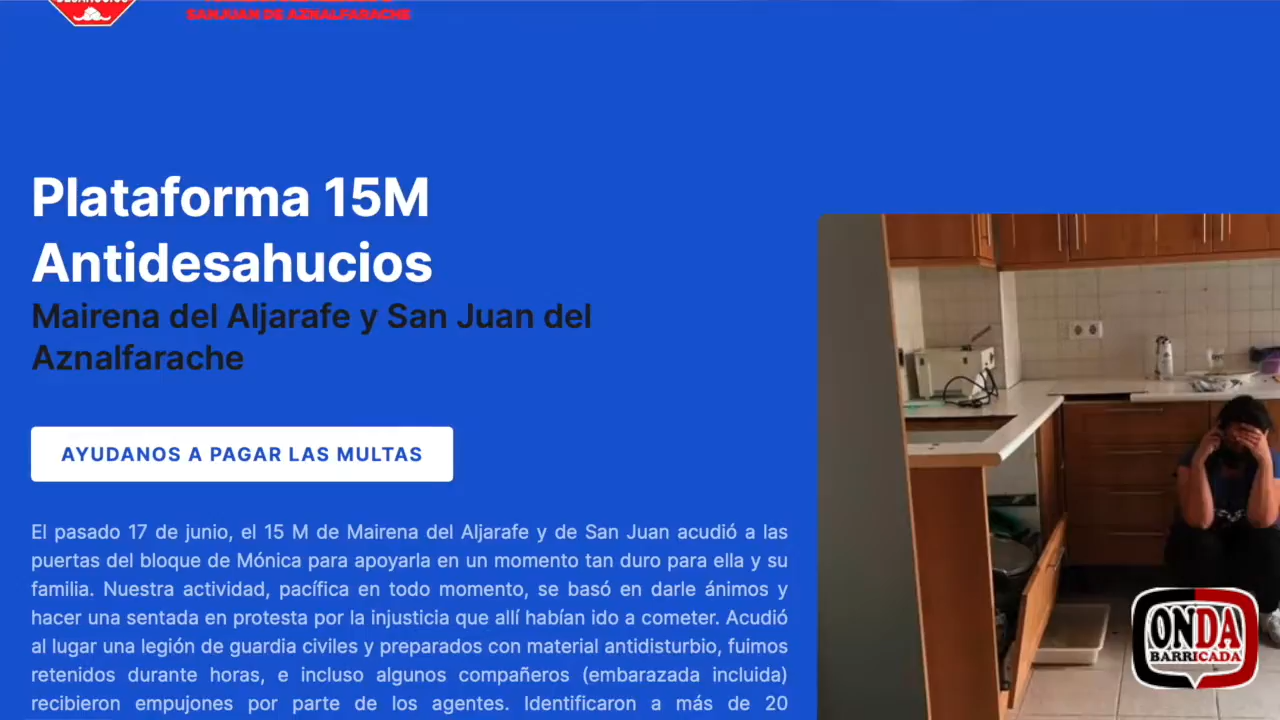 DESAHUCIOS
SAN JUAN DE AZNALFARACHE
Plataforma 15M
Antidesahucios
Mairena del Aljarafe y San Juan del
Aznalfarache
AYUDANOS A PAGAR LAS MULTAS
El pasado 17 de junio, el 15 M de Mairena del Aljarafe y de San Juan acudió a las
puertas del bloque de Mónica para apoyarla en un momento tan duro para ella y su
familia. Nuestra actividad, pacífica en todo momento, se basó en darle ánimos y
hacer una sentada en protesta por la injusticia que allí habían ido a cometer. Acudió
al lugar una legión de guardia civiles y preparados con material antidisturbio, fuimos
retenidos durante horas, e incluso algunos compañeros (embarazada incluida)
recibieron empujones por parte de los agentes. Identificaron a más de 20
ONDA
BARRICADA